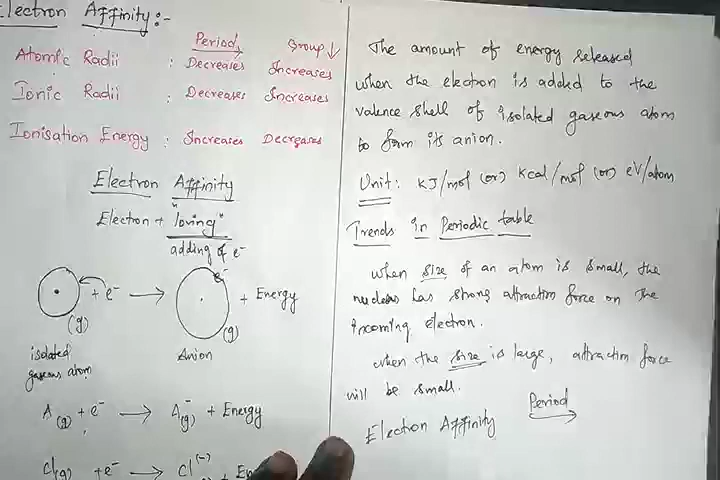 Electron Affinity:-
Period Group ↓
Atomic Radii : Decreases Increases
Ionic Radii : Decreases Increases
Ionisation Energy : Increases Decreases
Electron Affinity
Electron + "loving"
adding of e⁻
(g) + e⁻ → e⁻ (g) + Energy
isolated gaseous atom
Anion
A(g) + e⁻ → A⁻(g) + Energy
Cl(g) + e⁻ → Cl(-)
The amount of energy released
when the electron is added to the
valence shell of isolated gaseous atom
to form its anion.
Unit: KJ/mol (or) Kcal/mol (or) eV/atom
Trends in Periodic table
when size of an atom is small, the
nucleus has strong attraction force on the
incoming electron.
when the size is large, attraction force
will be small.
Period →
Electron Affinity